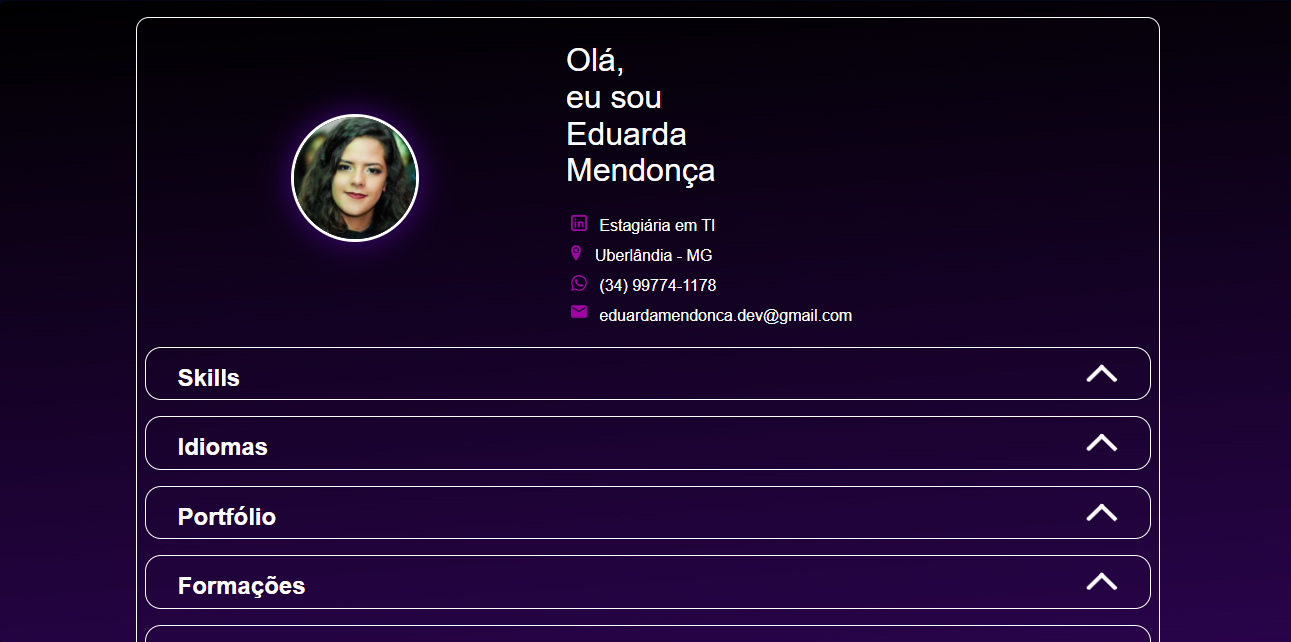 Olá,
eu sou
Eduarda
Mendonça
Estagiária em TI
Uberlândia - MG
(34) 99774-1178
eduardamendonca.dev@gmail.com
Skills
Idiomas
Portfólio
Formações